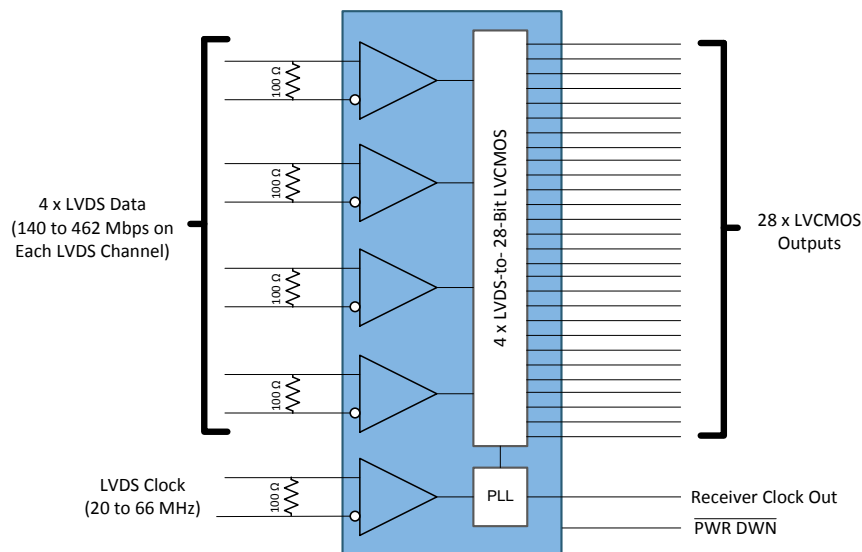 100 Ω
100 Ω
100 Ω
100 Ω
100 Ω
4 x LVDS Data
(140 to 462 Mbps on
Each LVDS Channel)
LVDS Clock
(20 to 66 MHz)
4 x LVDS-to- 28-Bit LVCMOS
PLL
28 x LVCMOS
Outputs
Receiver Clock Out
PWR DWN